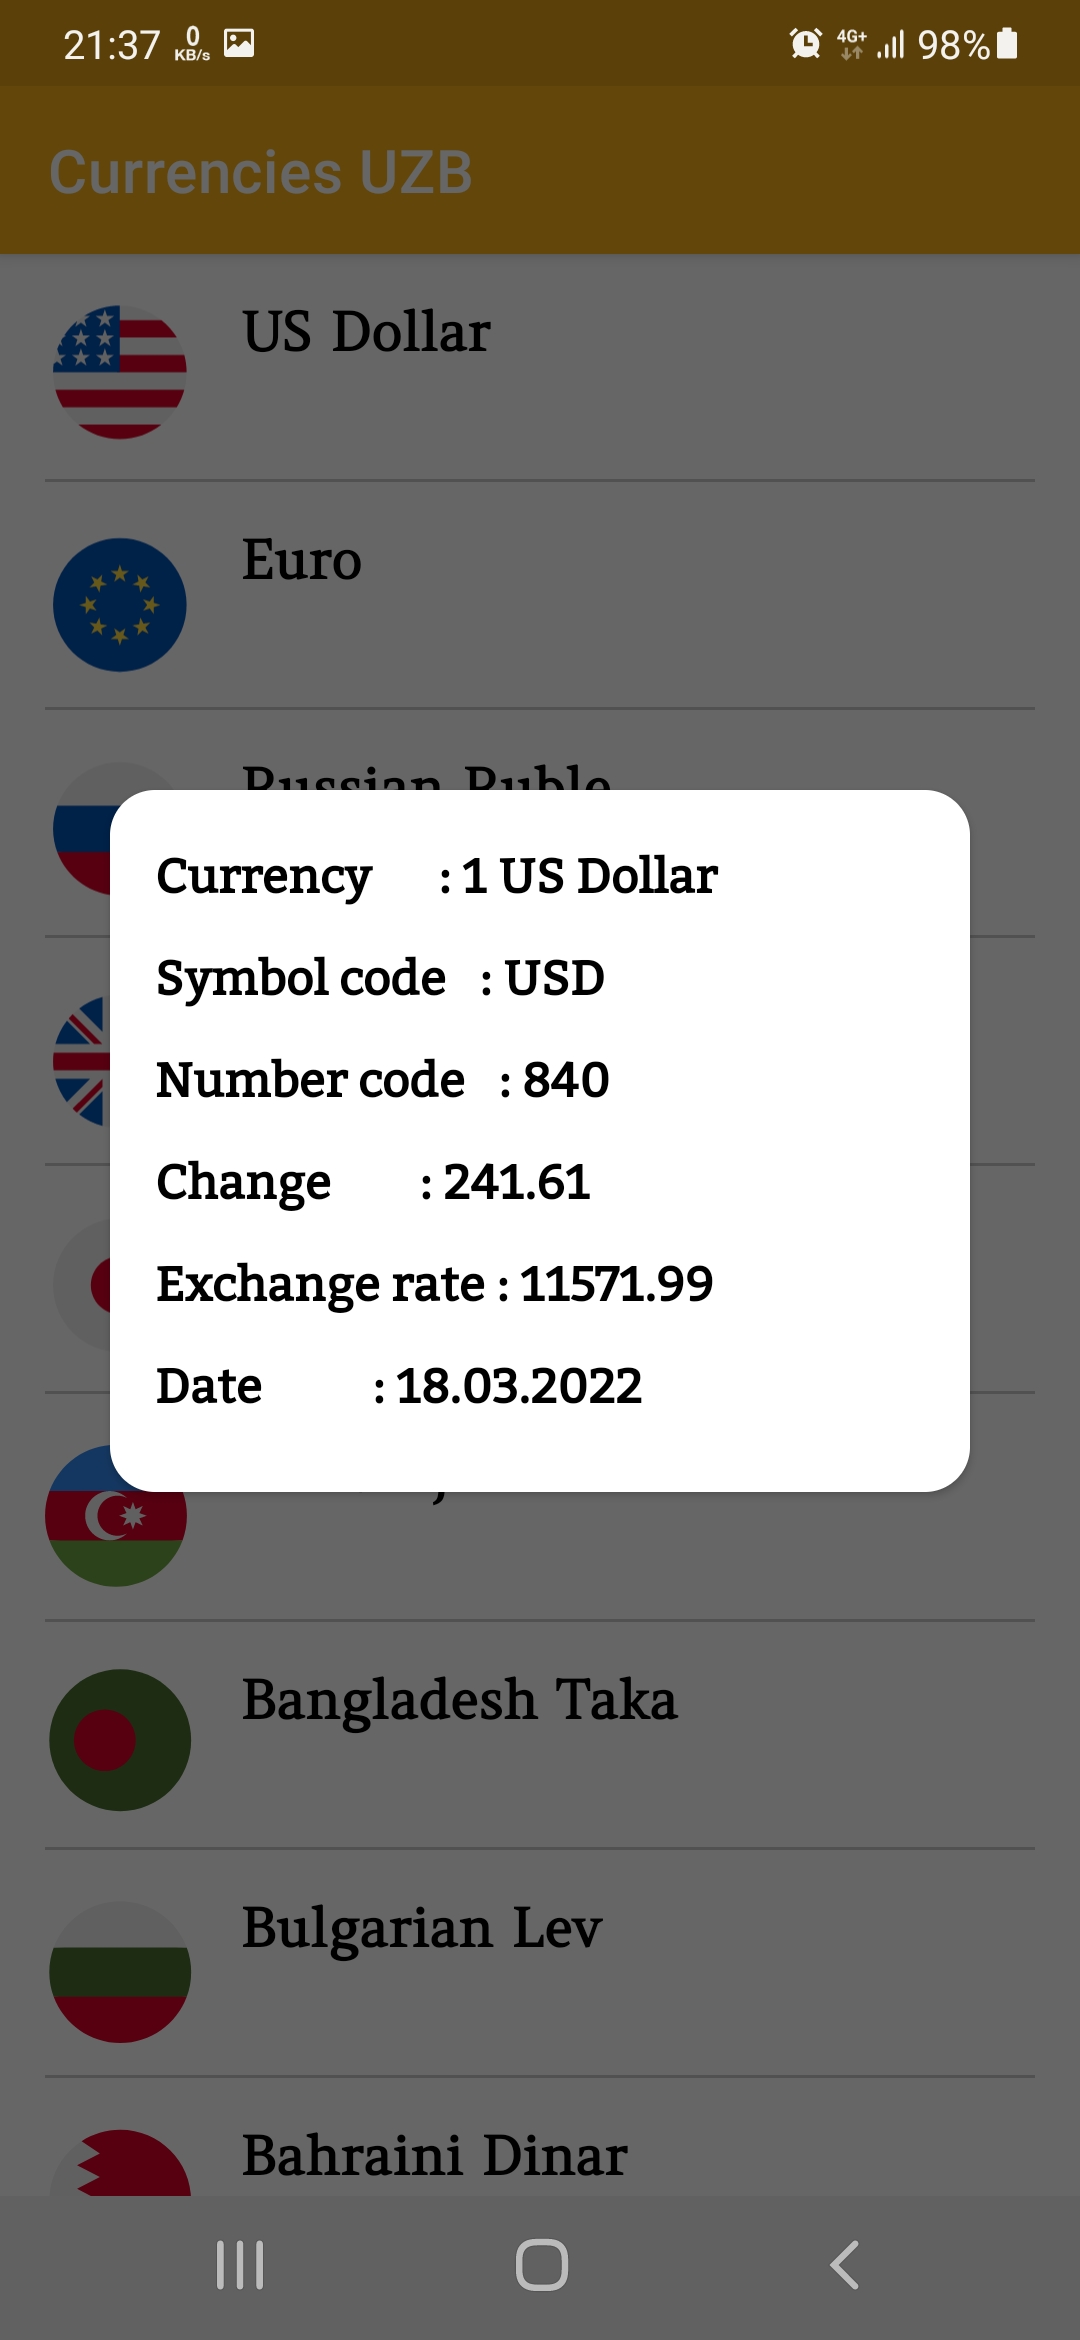 21:37 0 KB/s 4G+ 98%
Currencies UZB
US Dollar
Euro
Russian Ruble
Currency : 1 US Dollar
Symbol code : USD
Number code : 840
Change : 241.61
Exchange rate : 11571.99
Date : 18.03.2022
Bangladesh Taka
Bulgarian Lev
Bahraini Dinar